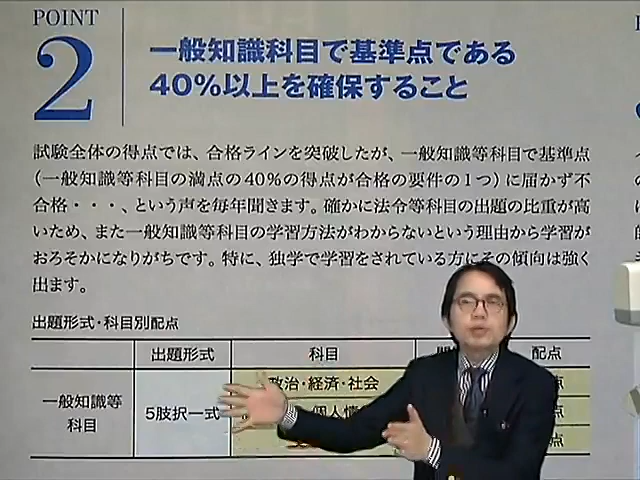 POINT
2
一般知識科目で基準点である
40%以上を確保すること
試験全体の得点では、合格ラインを突破したが、一般知識等科目で基準点
(一般知識等科目の満点の40%の得点が合格の要件の1つ)に届かず不
合格・・・、という声を毎年聞きます。確かに法令等科目の出題の比重が高
いため、また一般知識等科目の学習方法がわからないという理由から学習が
おろそかになりがちです。特に、独学で学習をされている方にその傾向は強く
出ます。
出題形式・科目別配点
出題形式 科目 配点
政治・経済・社会 点
一般知識等
科目
5肢択一式 個人情 点
点